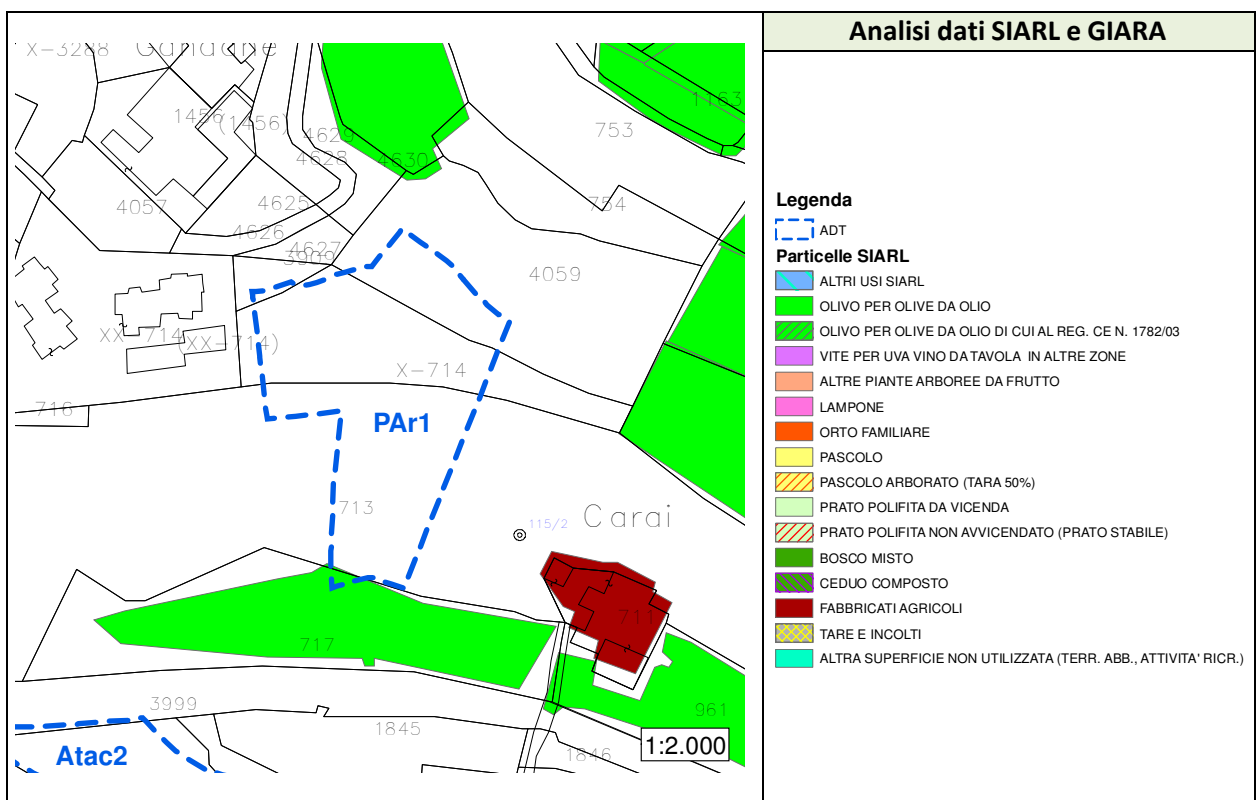 Analisi dati SIARL e GIARA
X-3288 Gandane
1163
1456 (1456)
4629
753
4628
4630
4057
4625
754
4626
4627
3909
4059
XX-714 (XX-714)
X-714
716
PAr1
713
115/2
Carai
711
717
961
3999
1845
1846
1:2.000
Atac2
Legenda
ADT
Particelle SIARL
ALTRI USI SIARL
OLIVO PER OLIVE DA OLIO
OLIVO PER OLIVE DA OLIO DI CUI AL REG. CE N. 1782/03
VITE PER UVA VINO DA TAVOLA IN ALTRE ZONE
ALTRE PIANTE ARBOREE DA FRUTTO
LAMPONE
ORTO FAMILIARE
PASCOLO
PASCOLO ARBORATO (TARA 50%)
PRATO POLIFITA DA VICENDA
PRATO POLIFITA NON AVVICENDATO (PRATO STABILE)
BOSCO MISTO
CEDUO COMPOSTO
FABBRICATI AGRICOLI
TARE E INCOLTI
ALTRA SUPERFICIE NON UTILIZZATA (TERR. ABB., ATTIVITA' RICR.)